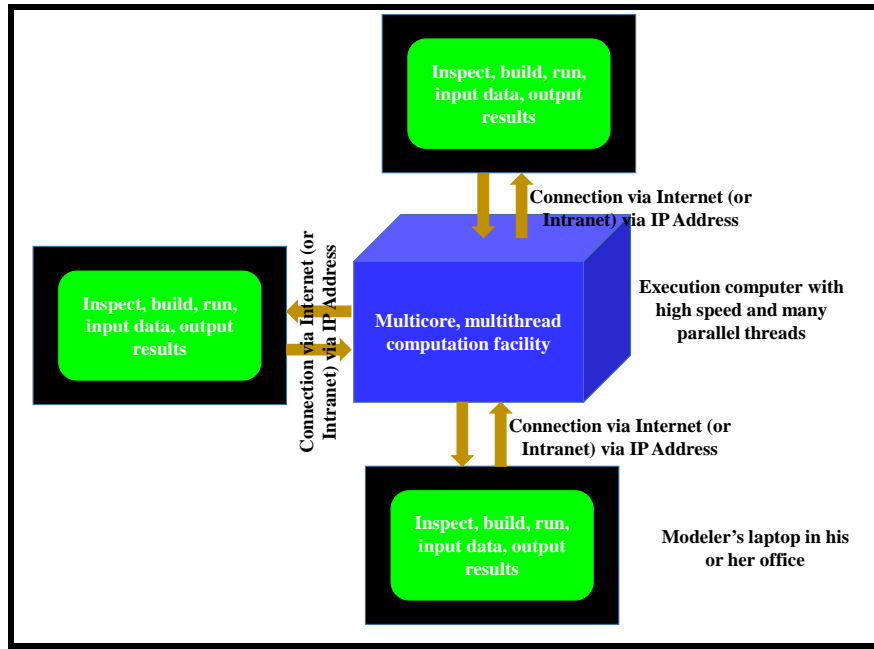 Inspect, build, run,
input data, output
results
Connection via Internet (or
Intranet) via IP Address
Inspect, build, run,
input data, output
results
Connection via Internet (or
Intranet) via IP Address
Multicore, multithread
computation facility
Execution computer with
high speed and many
parallel threads
Connection via Internet (or
Intranet) via IP Address
Inspect, build, run,
input data, output
results
Modeler’s laptop in his
or her office